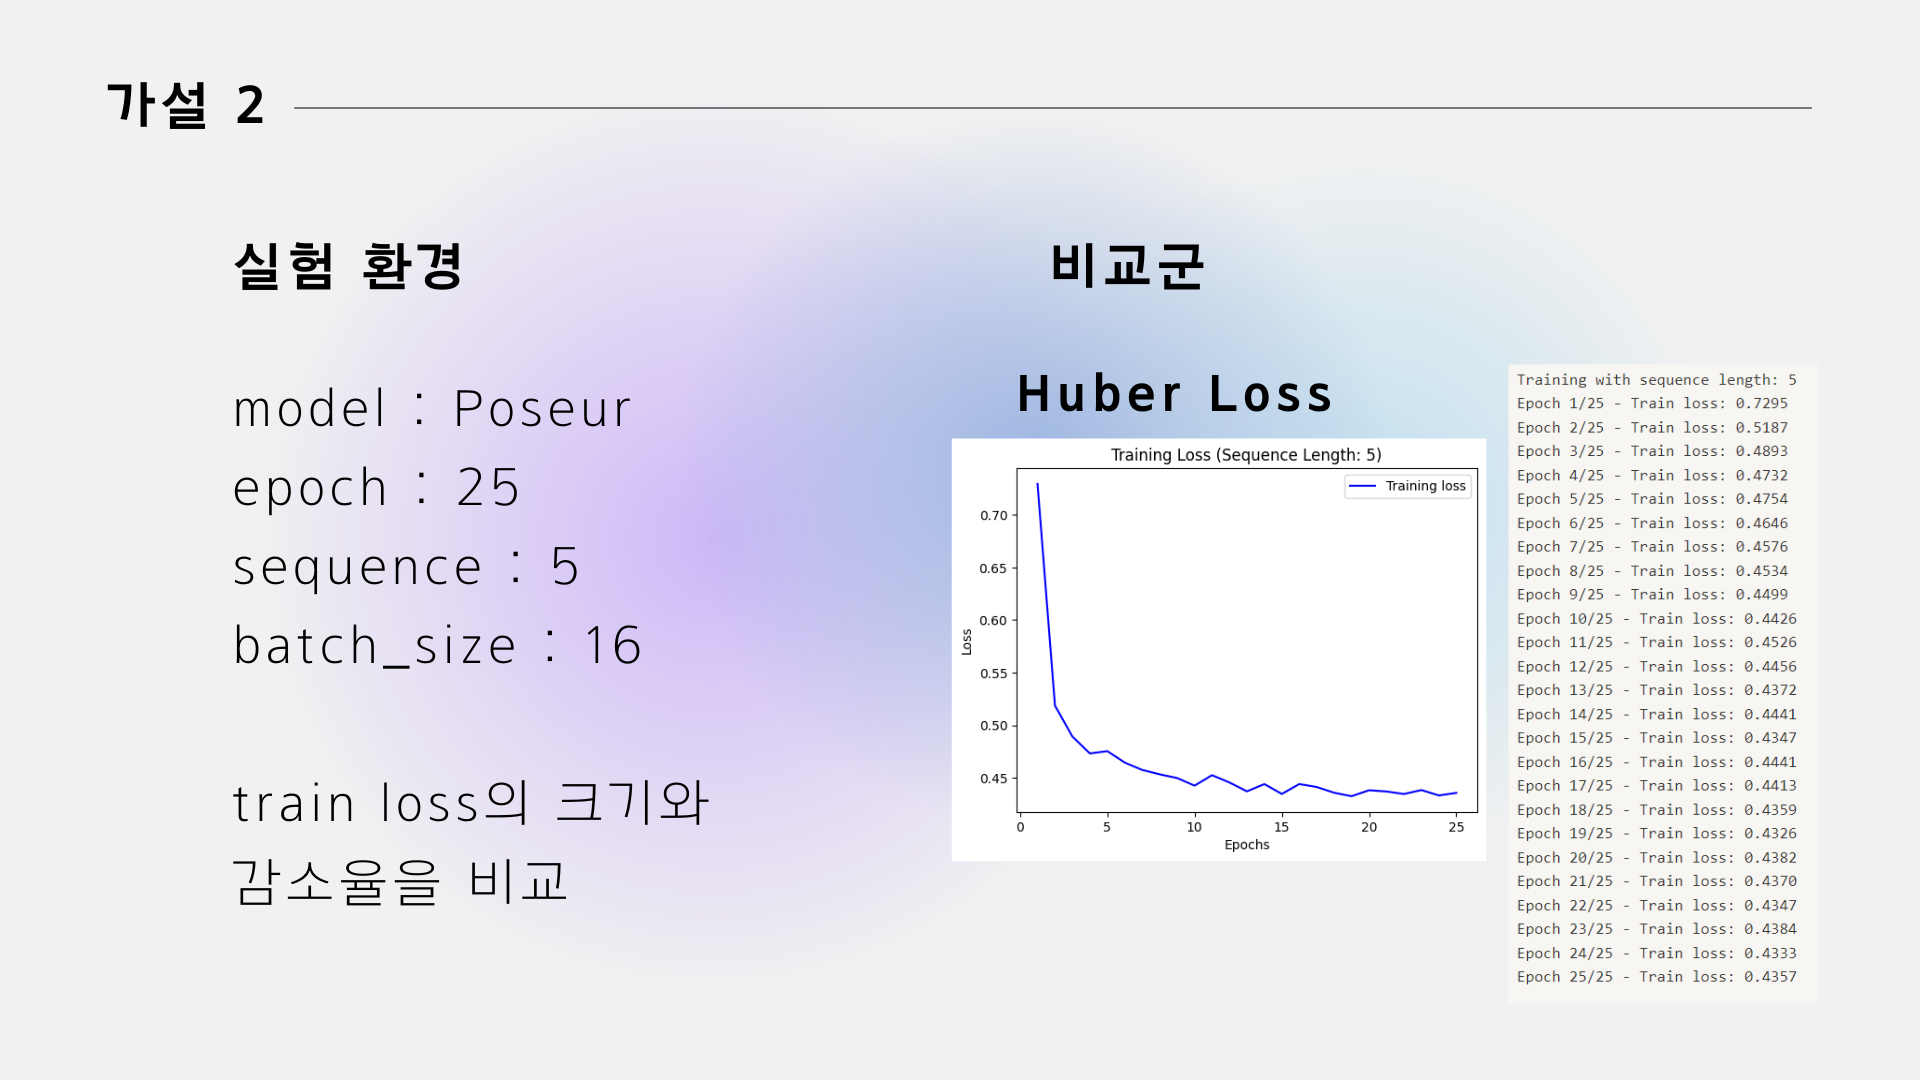 가설 2
실험 환경
model : Poseur
epoch : 25
sequence : 5
batch_size : 16
train loss의 크기와
감소율을 비교
비교군
Huber Loss
Training Loss (Sequence Length: 5)
Training loss
0.70
0.65
0.60
0.55
0.50
0.45
Loss
0 5 10 15 20 25
Epochs
Training with sequence length: 5
Epoch 1/25 - Train loss: 0.7295
Epoch 2/25 - Train loss: 0.5187
Epoch 3/25 - Train loss: 0.4893
Epoch 4/25 - Train loss: 0.4732
Epoch 5/25 - Train loss: 0.4754
Epoch 6/25 - Train loss: 0.4646
Epoch 7/25 - Train loss: 0.4576
Epoch 8/25 - Train loss: 0.4534
Epoch 9/25 - Train loss: 0.4499
Epoch 10/25 - Train loss: 0.4426
Epoch 11/25 - Train loss: 0.4526
Epoch 12/25 - Train loss: 0.4456
Epoch 13/25 - Train loss: 0.4372
Epoch 14/25 - Train loss: 0.4441
Epoch 15/25 - Train loss: 0.4347
Epoch 16/25 - Train loss: 0.4441
Epoch 17/25 - Train loss: 0.4413
Epoch 18/25 - Train loss: 0.4359
Epoch 19/25 - Train loss: 0.4326
Epoch 20/25 - Train loss: 0.4382
Epoch 21/25 - Train loss: 0.4370
Epoch 22/25 - Train loss: 0.4347
Epoch 23/25 - Train loss: 0.4384
Epoch 24/25 - Train loss: 0.4333
Epoch 25/25 - Train loss: 0.4357